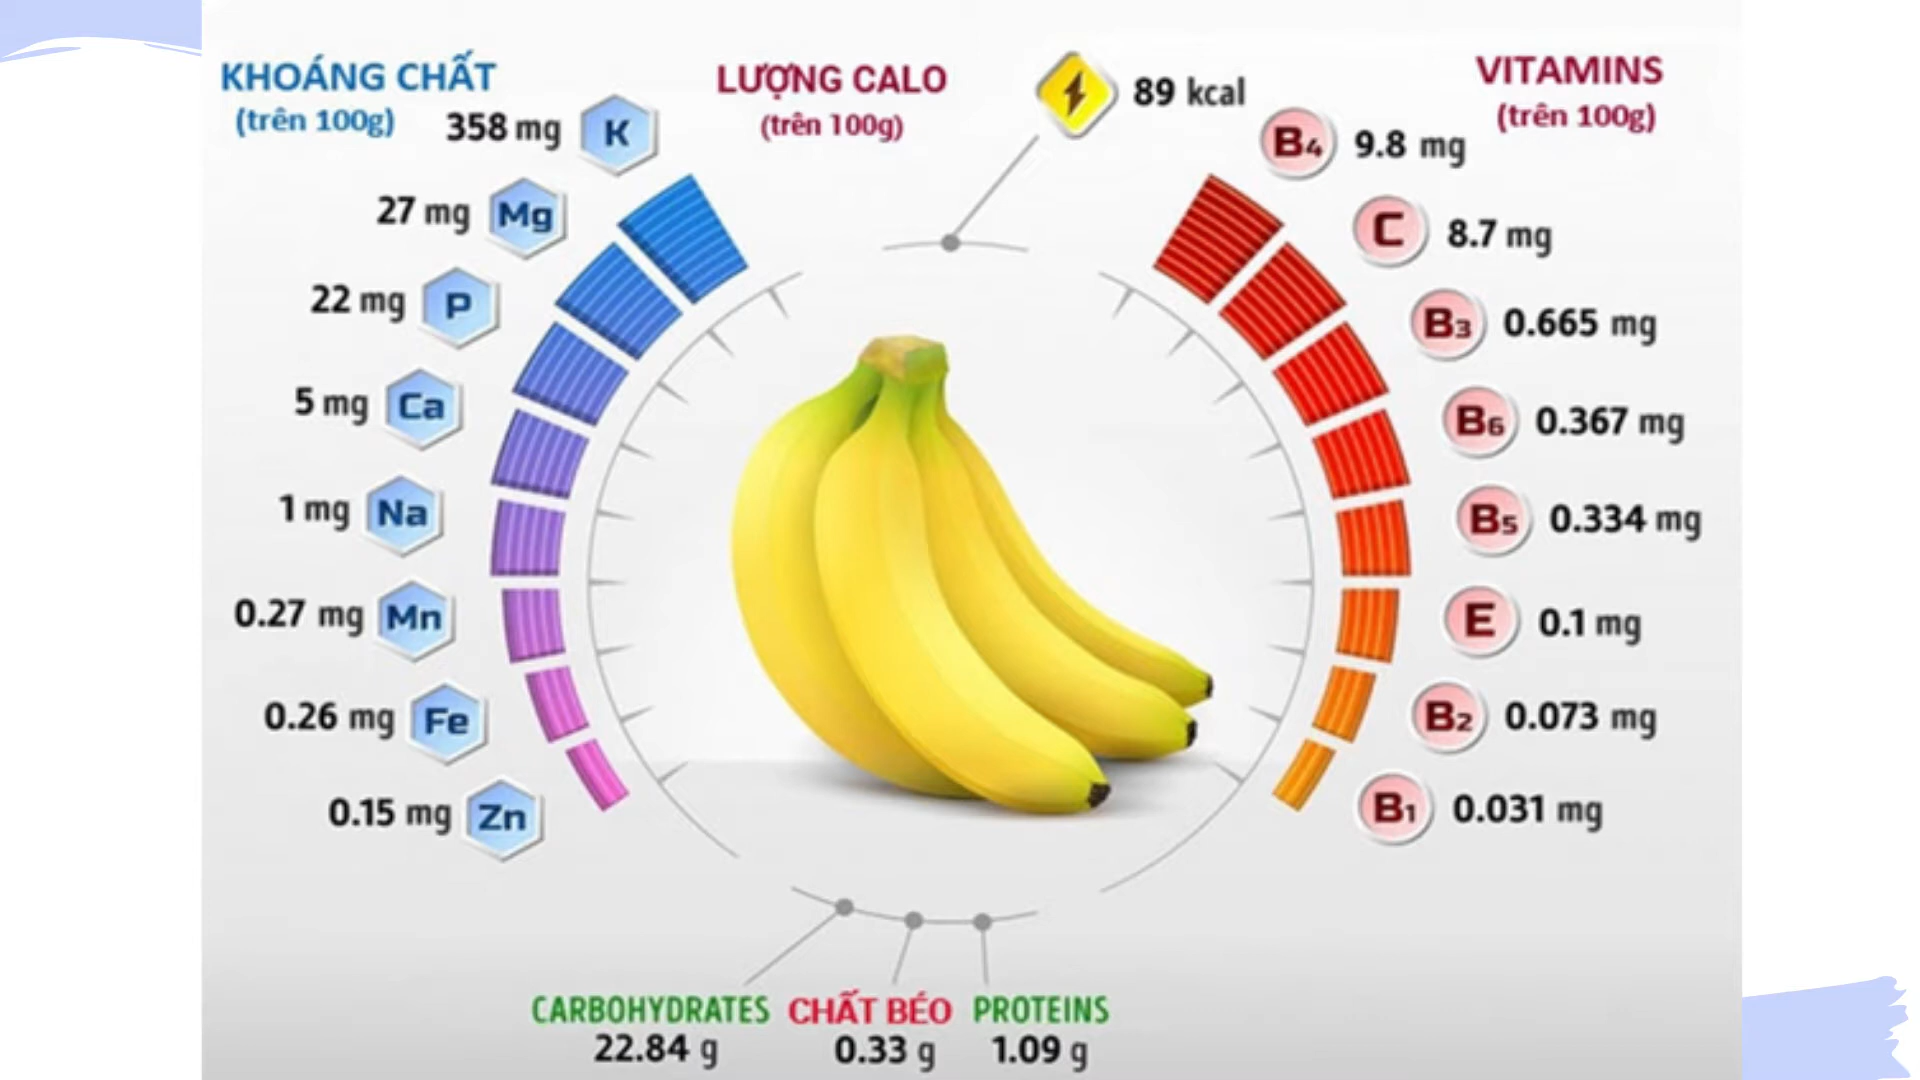 KHOÁNG CHẤT
(trên 100g)
358 mg K
27 mg Mg
22 mg P
5 mg Ca
1 mg Na
0.27 mg Mn
0.26 mg Fe
0.15 mg Zn
LƯỢNG CALO
(trên 100g)
89 kcal
VITAMINS
(trên 100g)
B4 9.8 mg
C 8.7 mg
B3 0.665 mg
B6 0.367 mg
B5 0.334 mg
E 0.1 mg
B2 0.073 mg
B1 0.031 mg
CARBOHYDRATES
22.84 g
CHẤT BÉO
0.33 g
PROTEINS
1.09 g